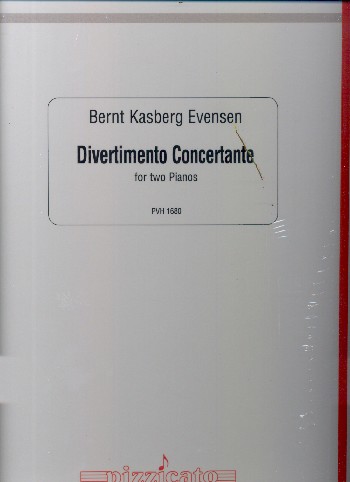 Bernt Kasberg Evensen
Divertimento Concertante
for two Pianos
PVH 1680
pizzicato